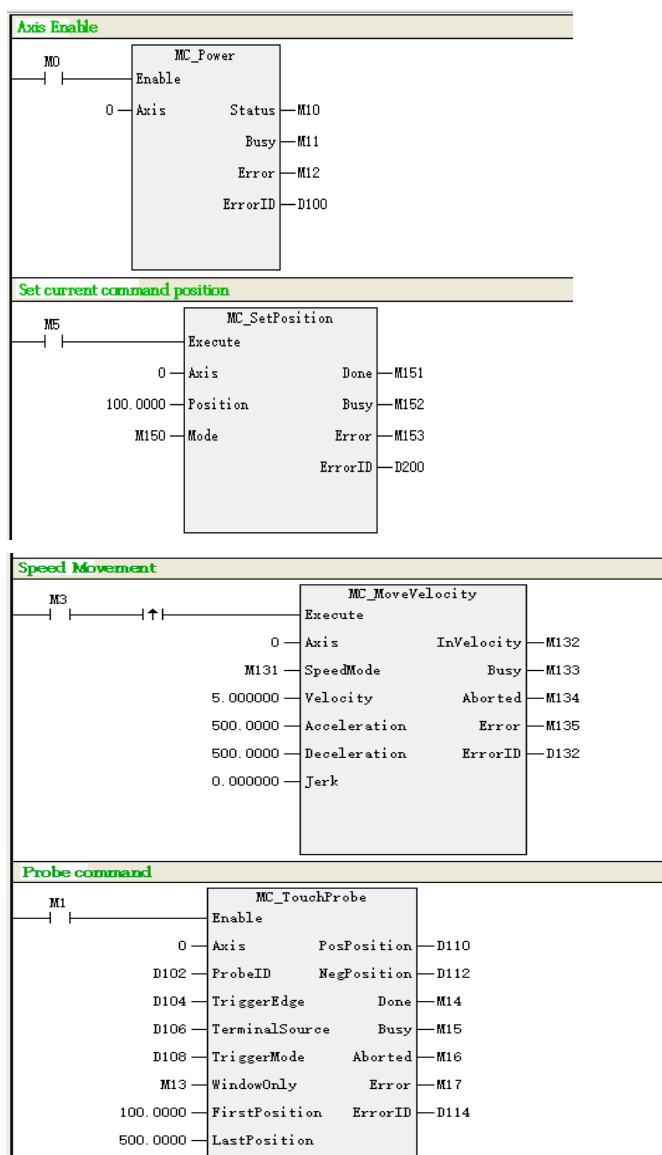 Axis Enable
M0
MC_Power
Enable
0 Axis Status M10
Busy M11
Error M12
ErrorID D100
Set current command position
M5
MC_SetPosition
Execute
0 Axis Done M151
100.0000 Position Busy M152
M150 Mode Error M153
ErrorID D200
Speed Movement
M3
MC_MoveVelocity
Execute
0 Axis InVelocity M132
M131 SpeedMode Busy M133
5.000000 Velocity Aborted M134
500.0000 Acceleration Error M135
500.0000 Deceleration ErrorID D132
0.000000 Jerk
Probe command
M1
MC_TouchProbe
Enable
0 Axis PosPosition D110
D102 ProbeID NegPosition D112
D104 TriggerEdge Done M14
D106 TerminalSource Busy M15
D108 TriggerMode Aborted M16
M13 WindowOnly Error M17
100.0000 FirstPosition ErrorID D114
500.0000 LastPosition